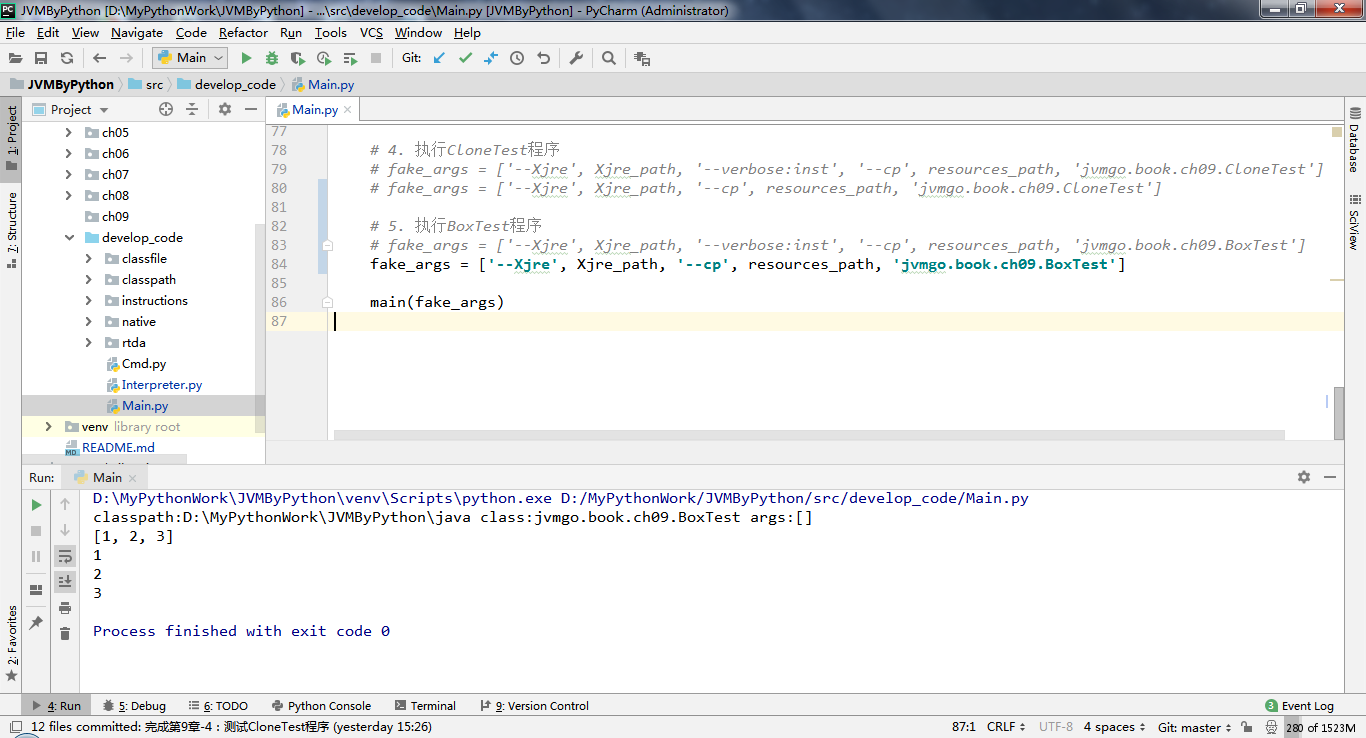 JVMByPython [D:\MyPythonWork\JVMByPython] - ...\src\develop_code\Main.py [JVMByPython] - PyCharm (Administrator)
File Edit View Navigate Code Refactor Run Tools VCS Window Help
Main Git:
JVMByPython src develop_code Main.py
1: Project
7: Structure
2: Favorites
Project
ch05
ch06
ch07
ch08
ch09
develop_code
classfile
classpath
instructions
native
rtda
Cmd.py
Interpreter.py
Main.py
venv library root
README.md
Main.py
77
78 # 4. 执行CloneTest程序
79 # fake_args = ['--Xjre', Xjre_path, '--verbose:inst', '--cp', resources_path, 'jvmgo.book.ch09.CloneTest']
80 # fake_args = ['--Xjre', Xjre_path, '--cp', resources_path, 'jvmgo.book.ch09.CloneTest']
81
82 # 5. 执行BoxTest程序
83 # fake_args = ['--Xjre', Xjre_path, '--verbose:inst', '--cp', resources_path, 'jvmgo.book.ch09.BoxTest']
84 fake_args = ['--Xjre', Xjre_path, '--cp', resources_path, 'jvmgo.book.ch09.BoxTest']
85
86 main(fake_args)
87
Database
SciView
Run: Main
D:\MyPythonWork\JVMByPython\venv\Scripts\python.exe D:/MyPythonWork/JVMByPython/src/develop_code/Main.py
classpath:D:\MyPythonWork\JVMByPython\java class:jvmgo.book.ch09.BoxTest args:[]
[1, 2, 3]
1
2
3
Process finished with exit code 0
4: Run 5: Debug 6: TODO Python Console Terminal 9: Version Control 3 Event Log
12 files committed: 完成第9章-4：测试CloneTest程序 (yesterday 15:26) 87:1 CRLF UTF-8 4 spaces Git: master 280 of 1523M